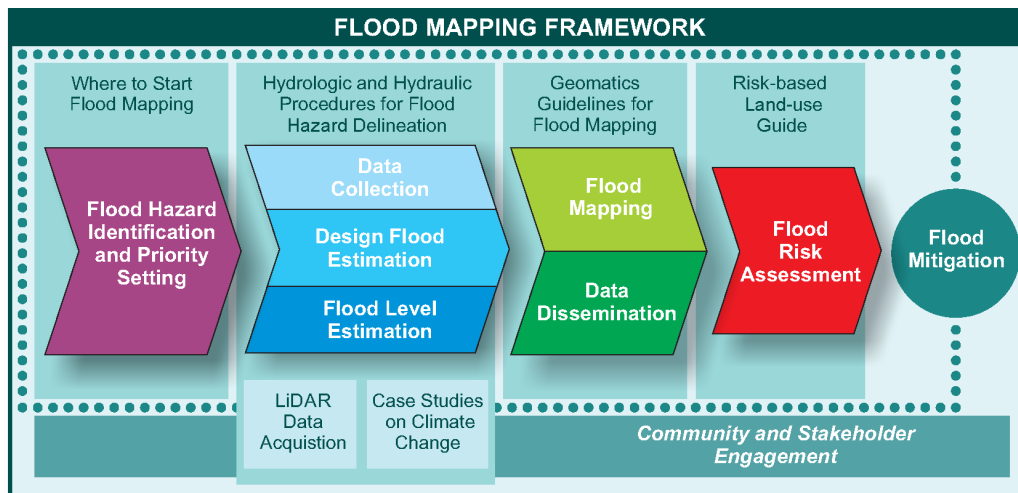 FLOOD MAPPING FRAMEWORK
Where to Start
Flood Mapping
Hydrologic and Hydraulic
Procedures for Flood
Hazard Delineation
Geomatics
Guidelines for
Flood Mapping
Risk-based
Land-use
Guide
Flood Hazard
Identification
and Priority
Setting
Data
Collection
Design Flood
Estimation
Flood Level
Estimation
Flood
Mapping
Data
Dissemination
Flood
Risk
Assessment
Flood
Mitigation
LiDAR
Data
Acquistion
Case Studies
on Climate
Change
Community and Stakeholder
Engagement